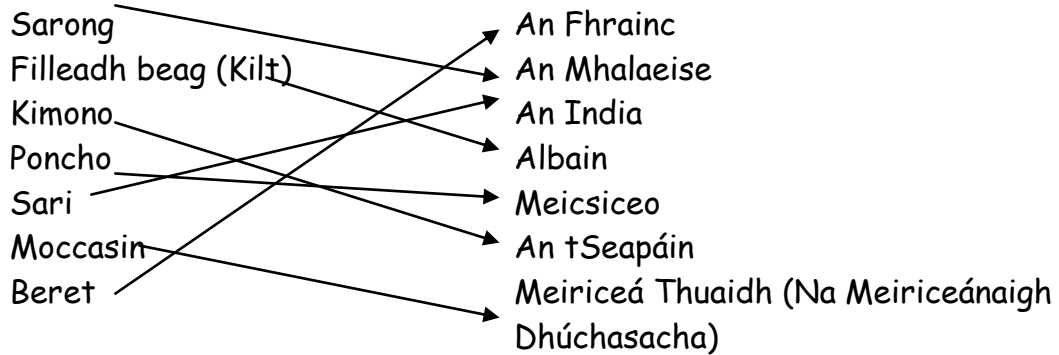 Sarong
Filleadh beag (Kilt)
Kimono
Poncho
Sari
Moccasin
Beret
An Fhrainc
An Mhalaeise
An India
Albain
Meicsiceo
An tSeapáin
Meiriceá Thuaidh (Na Meiriceánaigh
Dhúchasacha)